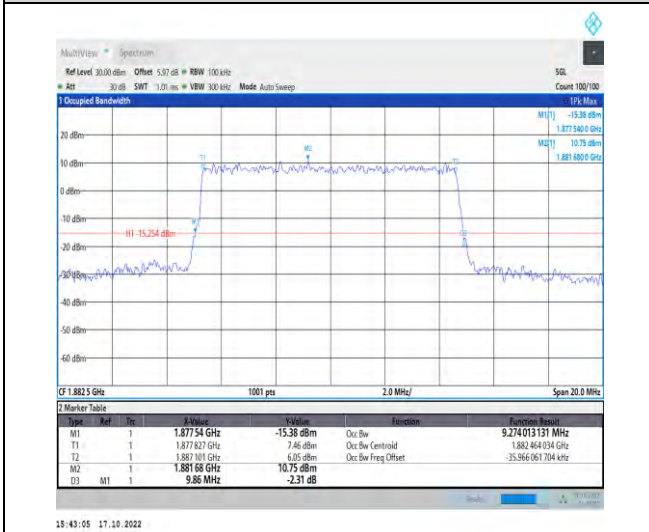 MultiView Spectrum
Ref Level 30.00 dBm Offset 5.97 dB RBW 100 kHz SGL
Att 30 dB SWT 1.01 ms VBW 300 kHz Mode Auto Sweep Count 100/100
1 Occupied Bandwidth 1Pk Max
M1[1] -15.38 dBm
1.877 540 0 GHz
M2[1] 10.75 dBm
1.881 680 0 GHz
20 dBm
M2
T1
10 dBm
0 dBm
-10 dBm
H1 -15.254 dBm
-20 dBm
-30 dBm
-40 dBm
-50 dBm
-60 dBm
CF 1.882 5 GHz 1001 pts 2.0 MHz/ Span 20.0 MHz
2 Marker Table
Type Ref Trc X-Value Y-Value Function Function Result
M1 1 1.877 54 GHz -15.38 dBm Occ Bw 9.274 013 131 MHz
T1 1 1.877 827 GHz 7.46 dBm Occ Bw Centroid 1.882 464 034 GHz
T2 1 1.887 101 GHz 6.05 dBm Occ Bw Freq Offset -35.966 061 704 kHz
M2 1 1.881 68 GHz 10.75 dBm
D3 M1 1 9.86 MHz -2.31 dB
15:43:05 17.10.2022